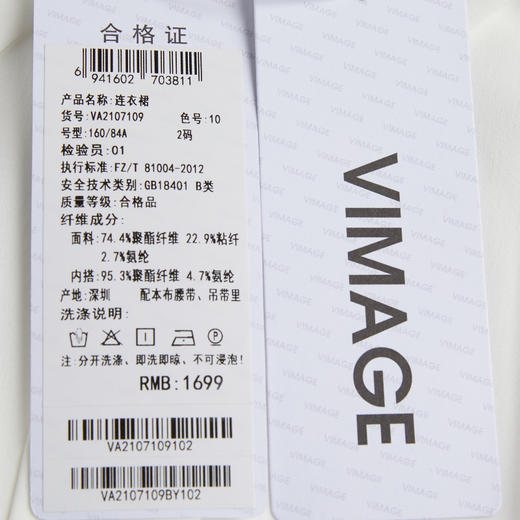 合格证
6 941602 703811
产品名称:连衣裙
货号:VA2107109 色号:10
号型:160/84A 2码
检验员:01
执行标准:FZ/T 81004-2012
安全技术类别:GB18401 B类
质量等级:合格品
纤维成分:
面料:74.4%聚酯纤维 22.9%粘纤
2.7%氨纶
内搭:95.3%聚酯纤维 4.7%氨纶
产地:深圳 配本布腰带、吊带里
洗涤说明:
注:分开洗涤、即洗即晾、不可浸泡!
RMB:1699
VA2107109102
VA2107109BY102
VIMAGE